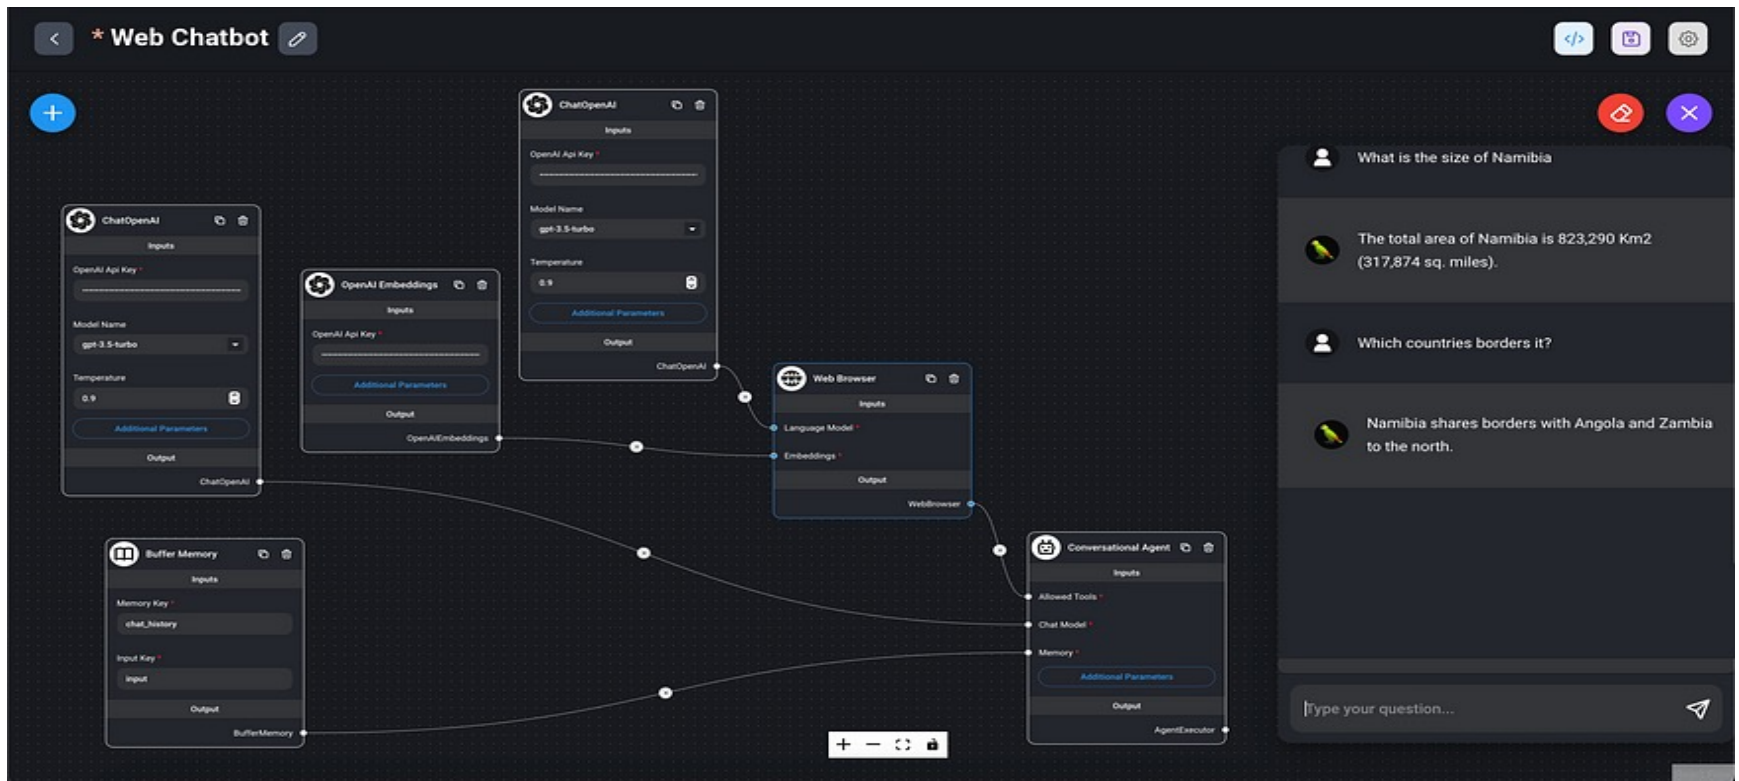 * Web Chatbot
</>
ChatOpenAI
Inputs
OpenAI Api Key *
Model Name
gpt-3.5-turbo
Temperature
0.9
Additional Parameters
Output
ChatOpenAI
ChatOpenAI
Inputs
OpenAI Api Key *
Model Name
gpt-3.5-turbo
Temperature
0.9
Additional Parameters
Output
ChatOpenAI
OpenAI Embeddings
Inputs
OpenAI Api Key *
Additional Parameters
Output
OpenAIEmbeddings
Web Browser
Inputs
Language Model *
Embeddings *
Output
WebBrowser
Buffer Memory
Inputs
Memory Key *
chat_history
Input Key *
input
Output
BufferMemory
Conversational Agent
Inputs
Allowed Tools *
Chat Model *
Memory *
Additional Parameters
Output
AgentExecutor
What is the size of Namibia
The total area of Namibia is 823,290 Km2
(317,874 sq. miles).
Which countries borders it?
Namibia shares borders with Angola and Zambia
to the north.
Type your question...